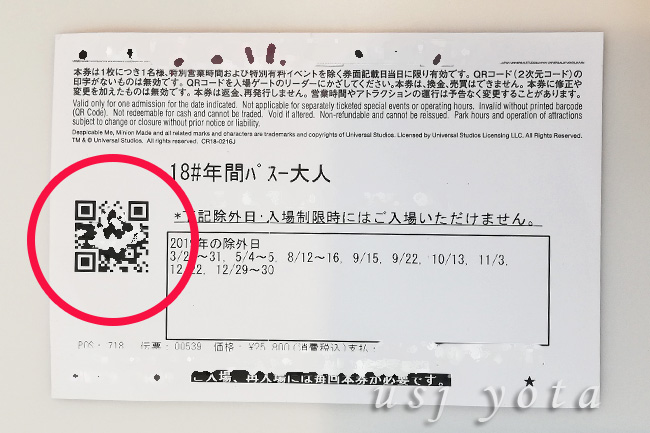 本券は1枚につき1名様、特別営業時間および特別有料イベントを除く券面記載日当日に限り有効です。QRコード（2次元コード）の
印字がないものは無効です。QRコードを入場ゲートのリーダーにかざしてください。本券は、換金、売買はできません。本券に修正や
変更を加えたものは無効です。本券は返金、再発行しません。営業時間やアトラクションの運行は予告なく変更することがあります。
Valid only for one admission for the date indicated. Not applicable for separately ticketed special events or operating hours. Invalid without printed barcode
(QR Code). Not redeemable for cash and cannot be traded. Void if altered. Non-refundable and cannot be reissued. Park hours and operation of attractions
subject to change or closure without prior notice or liability.
Despicable Me, Minion Made and all related marks and characters are trademarks and copyrights of Universal Studios. Licensed by Universal Studios Licensing LLC. All Rights Reserved.
TM & © Universal Studios. All rights reserved. CR18-0216J
18#年間ﾊﾟｽー大人
*下記除外日・入場制限時にはご入場いただけません。
2019年の除外日
3/2 ～31, 5/4～5, 8/12～16, 9/15, 9/22, 10/13, 11/3,
12/22, 12/29～30
POS: 718 伝票: 00539 価格: ¥25,800(消費税込)支払.
ご入場、再入場には毎回本券が必要です。
usj yota